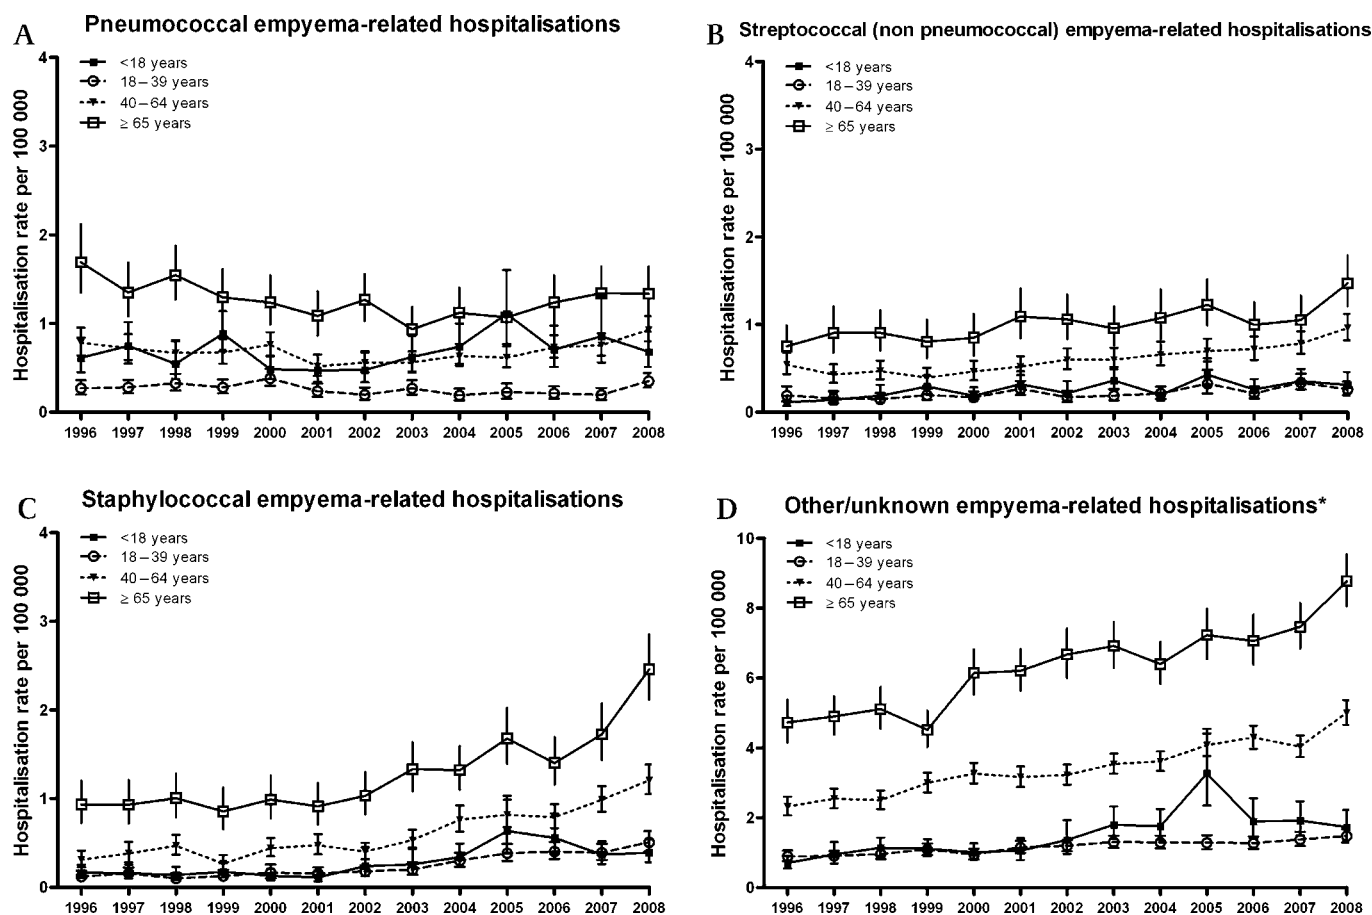 A
Pneumococcal empyema-related hospitalisations
Hospitalisation rate per 100 000
4
3
2
1
0
<18 years
18–39 years
40–64 years
≥ 65 years
1996 1997 1998 1999 2000 2001 2002 2003 2004 2005 2006 2007 2008
B
Streptococcal (non pneumococcal) empyema-related hospitalisations
Hospitalisation rate per 100 000
4
3
2
1
0
<18 years
18–39 years
40–64 years
≥ 65 years
1996 1997 1998 1999 2000 2001 2002 2003 2004 2005 2006 2007 2008
C
Staphylococcal empyema-related hospitalisations
Hospitalisation rate per 100 000
4
3
2
1
0
<18 years
18–39 years
40–64 years
≥ 65 years
1996 1997 1998 1999 2000 2001 2002 2003 2004 2005 2006 2007 2008
D
Other/unknown empyema-related hospitalisations*
Hospitalisation rate per 100 000
10
8
6
4
2
0
<18 years
18–39 years
40–64 years
≥ 65 years
1996 1997 1998 1999 2000 2001 2002 2003 2004 2005 2006 2007 2008